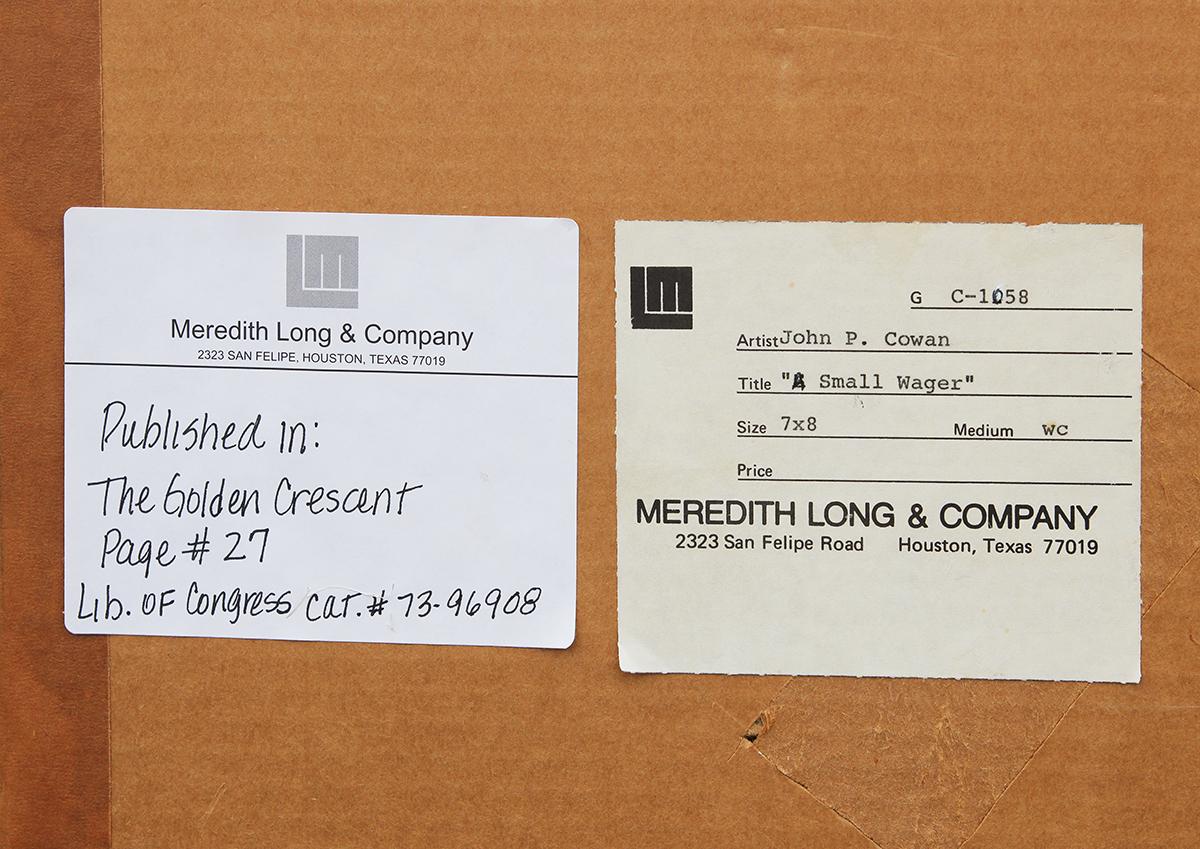 LM
Meredith Long & Company
2323 SAN FELIPE, HOUSTON, TEXAS 77019
Published in:
The Golden Crescent
Page # 27
Lib. OF Congress cat. # 73-96908
LM
G C-1058
Artist John P. Cowan
Title "A Small Wager"
Size 7x8 Medium WC
Price
MEREDITH LONG & COMPANY
2323 San Felipe Road Houston, Texas 77019